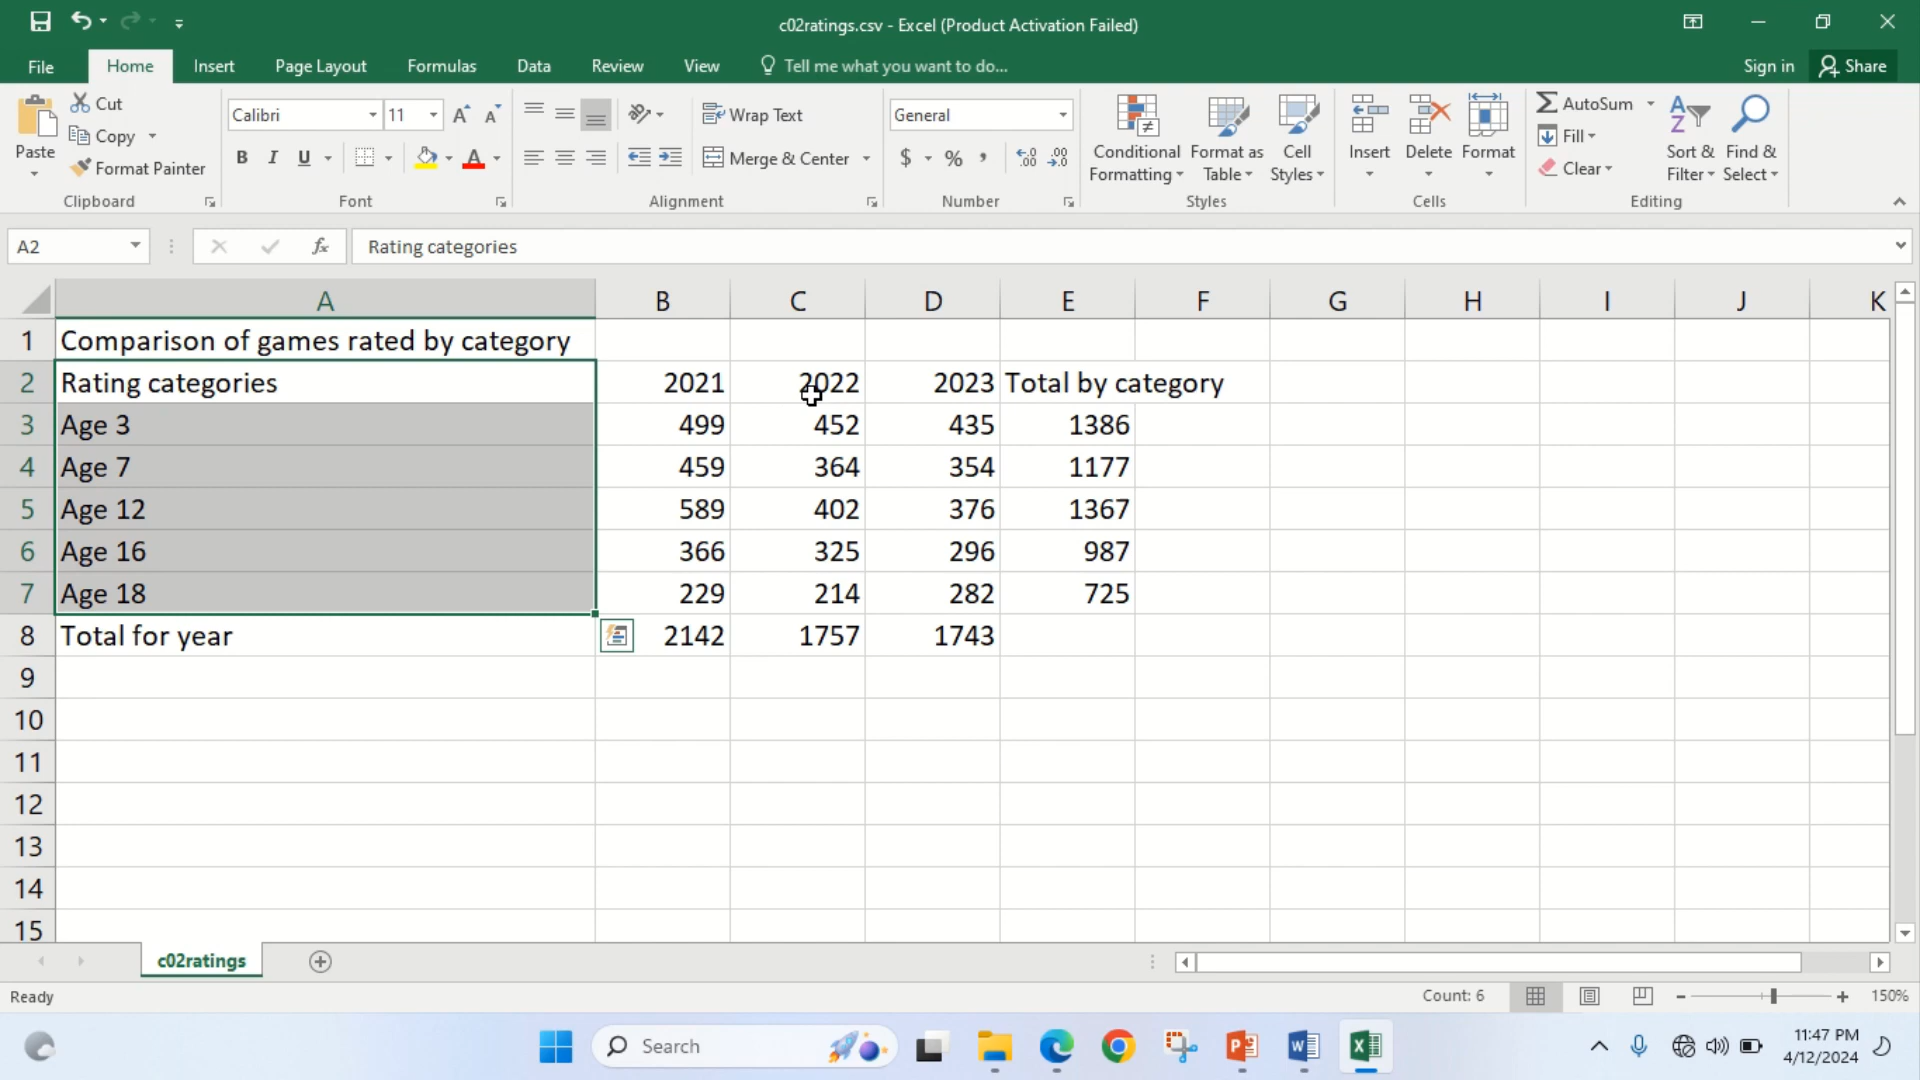 c02ratings.csv - Excel (Product Activation Failed)
File Home Insert Page Layout Formulas Data Review View Tell me what you want to do... Sign in Share
Paste
Cut
Copy
Format Painter
Clipboard
Calibri 11
B I U
Font
Wrap Text
Merge & Center
Alignment
General
$ % ,
Number
Conditional Formatting
Format as Table
Cell Styles
Styles
Insert Delete Format
Cells
AutoSum
Fill
Clear
Sort & Filter
Find & Select
Editing
A2 fx Rating categories
A B C D E F G H I J K
1 Comparison of games rated by category
2 Rating categories 2021 2022 2023 Total by category
3 Age 3 499 452 435 1386
4 Age 7 459 364 354 1177
5 Age 12 589 402 376 1367
6 Age 16 366 325 296 987
7 Age 18 229 214 282 725
8 Total for year 2142 1757 1743
9
10
11
12
13
14
15
c02ratings
Ready Count: 6 150%
Search
11:47 PM
4/12/2024